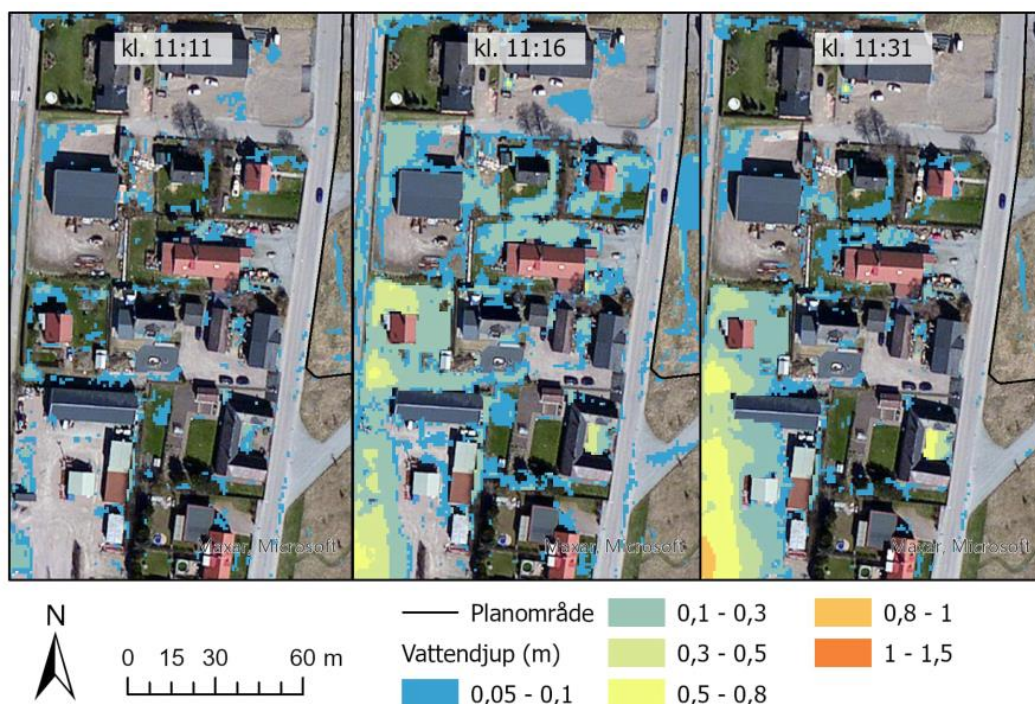 kl. 11:11
kl. 11:16
kl. 11:31
Maxar, Microsoft
Maxar, Microsoft
Maxar, Microsoft
N
0 15 30 60 m
Planområde
Vattendjup (m)
0,05 - 0,1
0,1 - 0,3
0,3 - 0,5
0,5 - 0,8
0,8 - 1
1 - 1,5